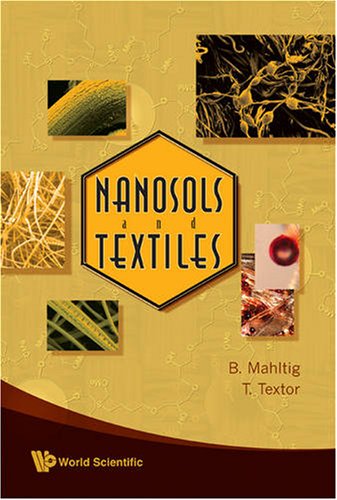 NANOSOLS
and
TEXTILES
B. Mahltig
T. Textor
World Scientific